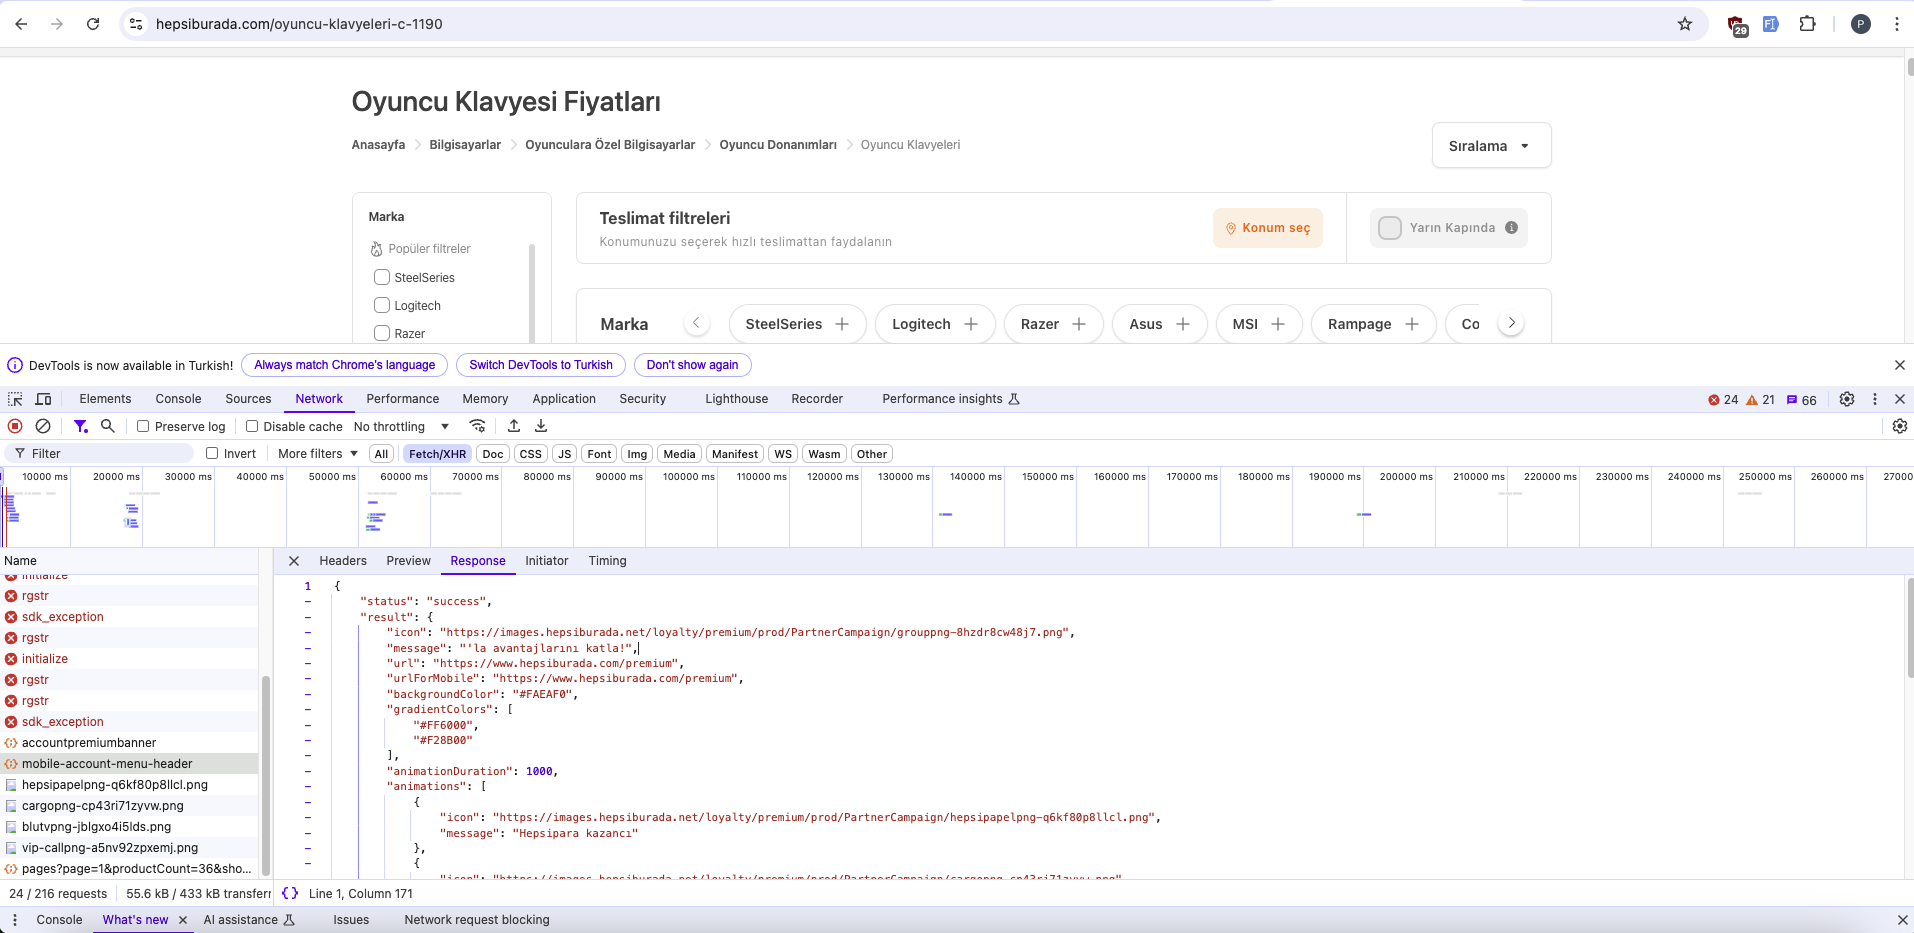 hepsiburada.com/oyuncu-klavyeleri-c-1190
29
P
Oyuncu Klavyesi Fiyatları
Anasayfa Bilgisayarlar Oyunculara Özel Bilgisayarlar Oyuncu Donanımları Oyuncu Klavyeleri
Sıralama
Marka
Popüler filtreler
SteelSeries
Logitech
Razer
Teslimat filtreleri
Konumunuzu seçerek hızlı teslimattan faydalanın
Konum seç
Yarın Kapında
Marka SteelSeries Logitech Razer Asus MSI Rampage Co
DevTools is now available in Turkish! Always match Chrome's language Switch DevTools to Turkish Don't show again
Elements Console Sources Network Performance Memory Application Security Lighthouse Recorder Performance insights 24 21 66
Preserve log Disable cache No throttling
Filter Invert More filters All Fetch/XHR Doc CSS JS Font Img Media Manifest WS Wasm Other
10000 ms 20000 ms 30000 ms 40000 ms 50000 ms 60000 ms 70000 ms 80000 ms 90000 ms 100000 ms 110000 ms 120000 ms 130000 ms 140000 ms 150000 ms 160000 ms 170000 ms 180000 ms 190000 ms 200000 ms 210000 ms 220000 ms 230000 ms 240000 ms 250000 ms 260000 ms 27000
Name
initialize
rgstr
sdk_exception
rgstr
initialize
rgstr
rgstr
sdk_exception
accountpremiumbanner
mobile-account-menu-header
hepsipapelpng-q6kf80p8llcl.png
cargopng-cp43ri71zyvw.png
blutvpng-jblgxo4i5lds.png
vip-callpng-a5nv92zpxemj.png
pages?page=1&productCount=36&sho...
Headers Preview Response Initiator Timing
1 {
"status": "success",
"result": {
"icon": "https://images.hepsiburada.net/loyalty/premium/prod/PartnerCampaign/grouppng-8hzdr8cw48j7.png",
"message": "'la avantajlarını katla!",
"url": "https://www.hepsiburada.com/premium",
"urlForMobile": "https://www.hepsiburada.com/premium",
"backgroundColor": "#FAEAF0",
"gradientColors": [
"#FF6000",
"#F28B00"
],
"animationDuration": 1000,
"animations": [
{
"icon": "https://images.hepsiburada.net/loyalty/premium/prod/PartnerCampaign/hepsipapelpng-q6kf80p8llcl.png",
"message": "Hepsipara kazancı"
},
{
"icon": "https://images.hepsiburada.net/loyalty/premium/prod/PartnerCampaign/cargopng-cp43ri71zyvw.png"
24 / 216 requests 55.6 kB / 433 kB transferr
{} Line 1, Column 171
Console What's new AI assistance Issues Network request blocking